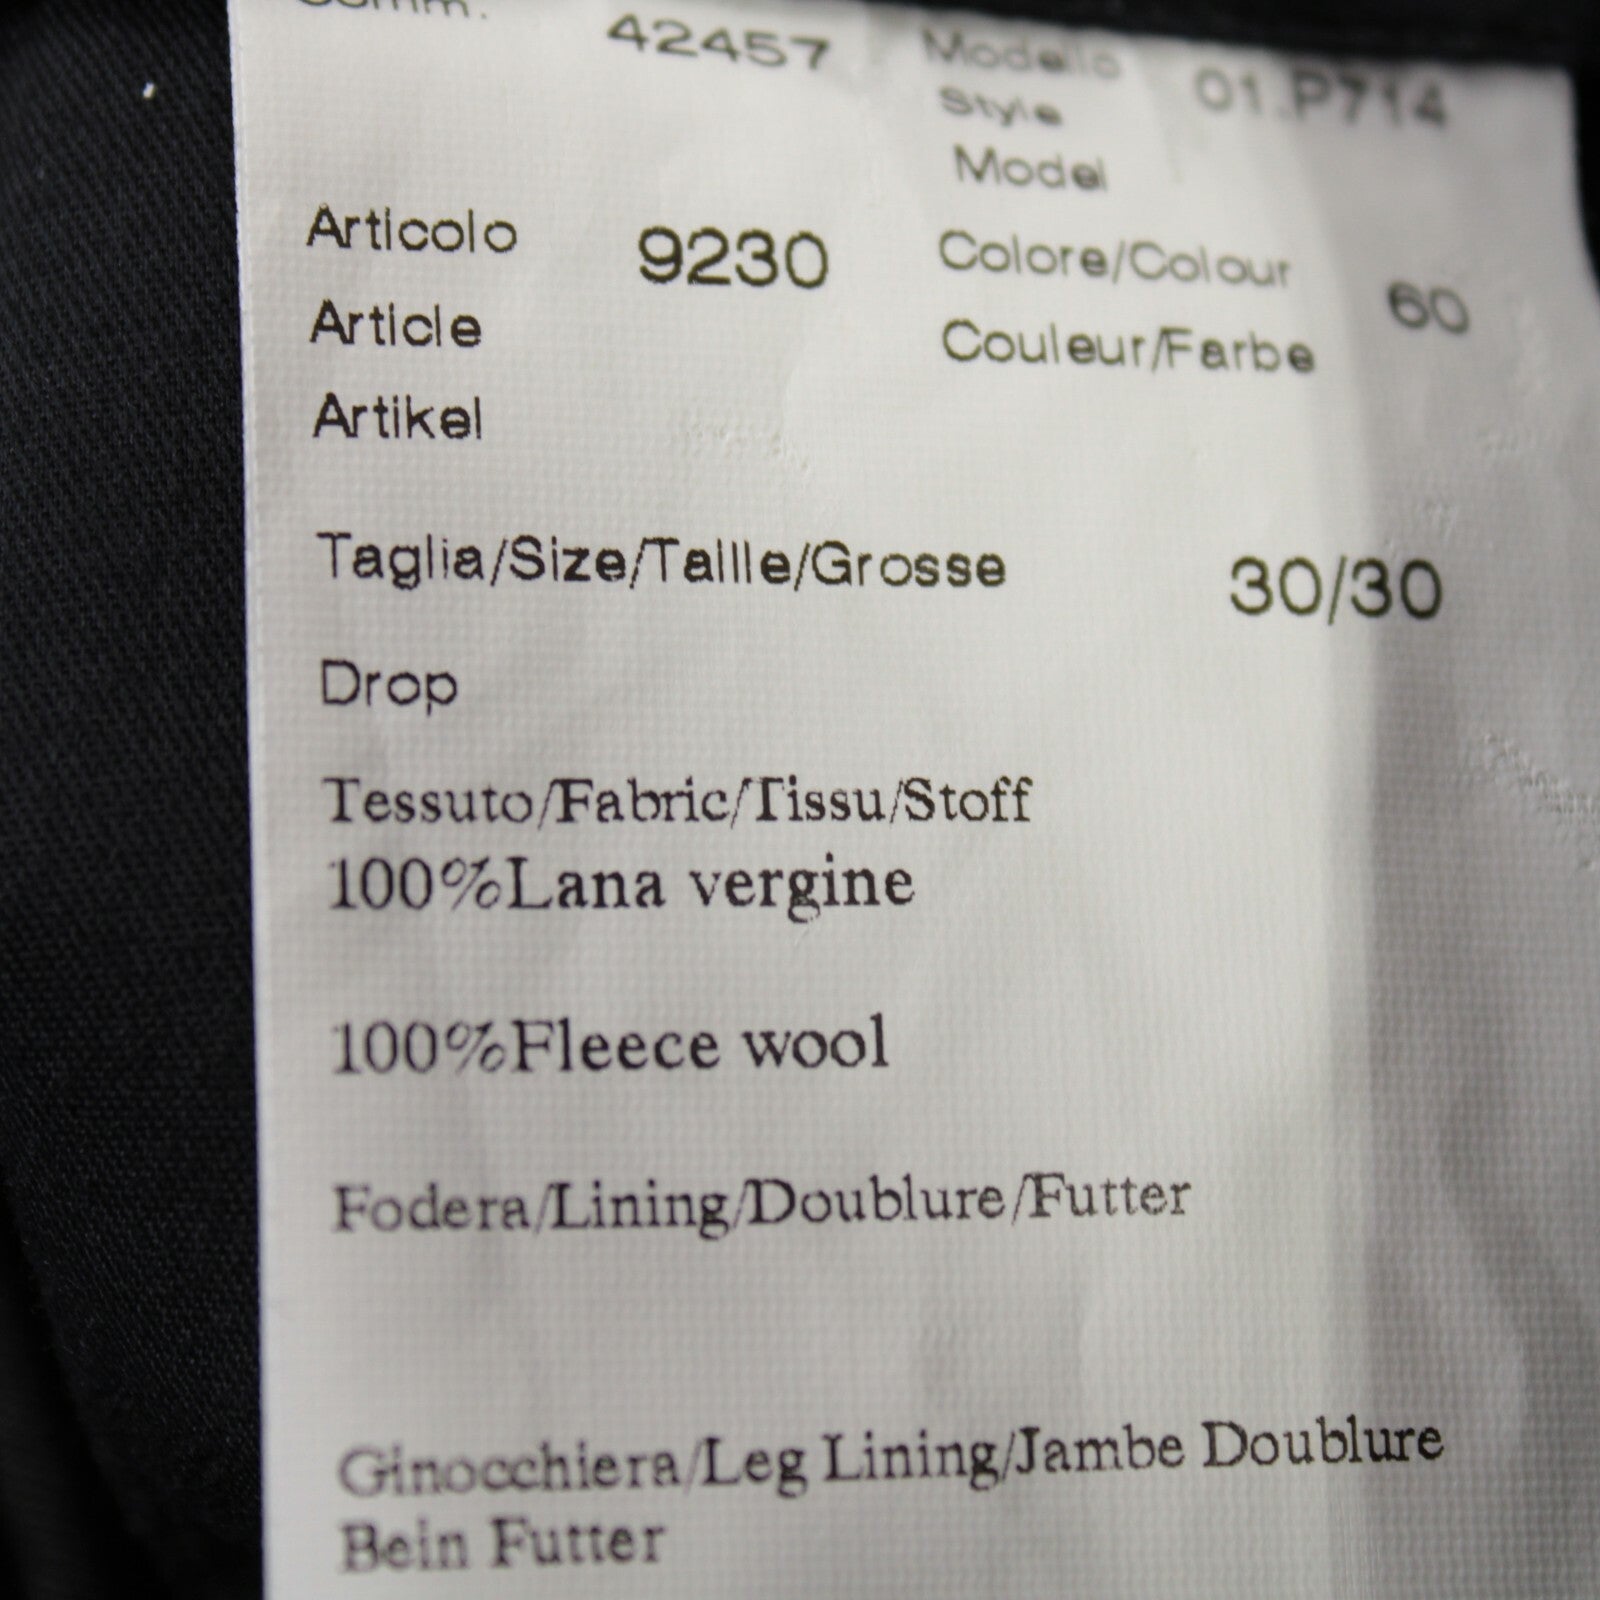 Comm. 42457 Modello 01.P714
Style
Model
Articolo 9230 Colore/Colour 60
Article Couleur/Farbe
Artikel
Taglia/Size/Taille/Grosse 30/30
Drop
Tessuto/Fabric/Tissu/Stoff
100%Lana vergine
100%Fleece wool
Fodera/Lining/Doublure/Futter
Ginocchiera/Leg Lining/Jambe Doublure
Bein Futter